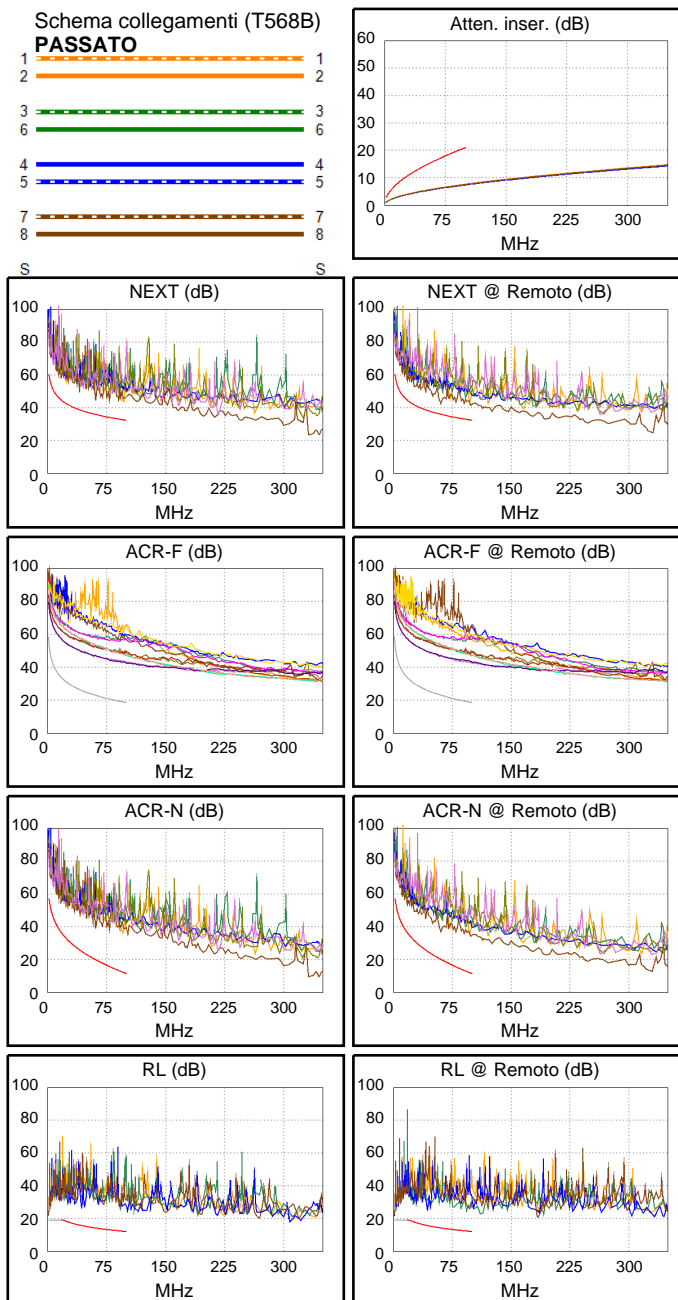 Schema collegamenti (T568B)
PASSATO
1 1
2 2
3 3
6 6
4 4
5 5
7 7
8 8
S S
Atten. inser. (dB)
60
50
40
30
20
10
0
0 75 150 225 300
MHz
NEXT (dB)
100
80
60
40
20
0
0 75 150 225 300
MHz
NEXT @ Remoto (dB)
100
80
60
40
20
0
0 75 150 225 300
MHz
ACR-F (dB)
100
80
60
40
20
0
0 75 150 225 300
MHz
ACR-F @ Remoto (dB)
100
80
60
40
20
0
0 75 150 225 300
MHz
ACR-N (dB)
100
80
60
40
20
0
0 75 150 225 300
MHz
ACR-N @ Remoto (dB)
100
80
60
40
20
0
0 75 150 225 300
MHz
RL (dB)
100
80
60
40
20
0
0 75 150 225 300
MHz
RL @ Remoto (dB)
100
80
60
40
20
0
0 75 150 225 300
MHz